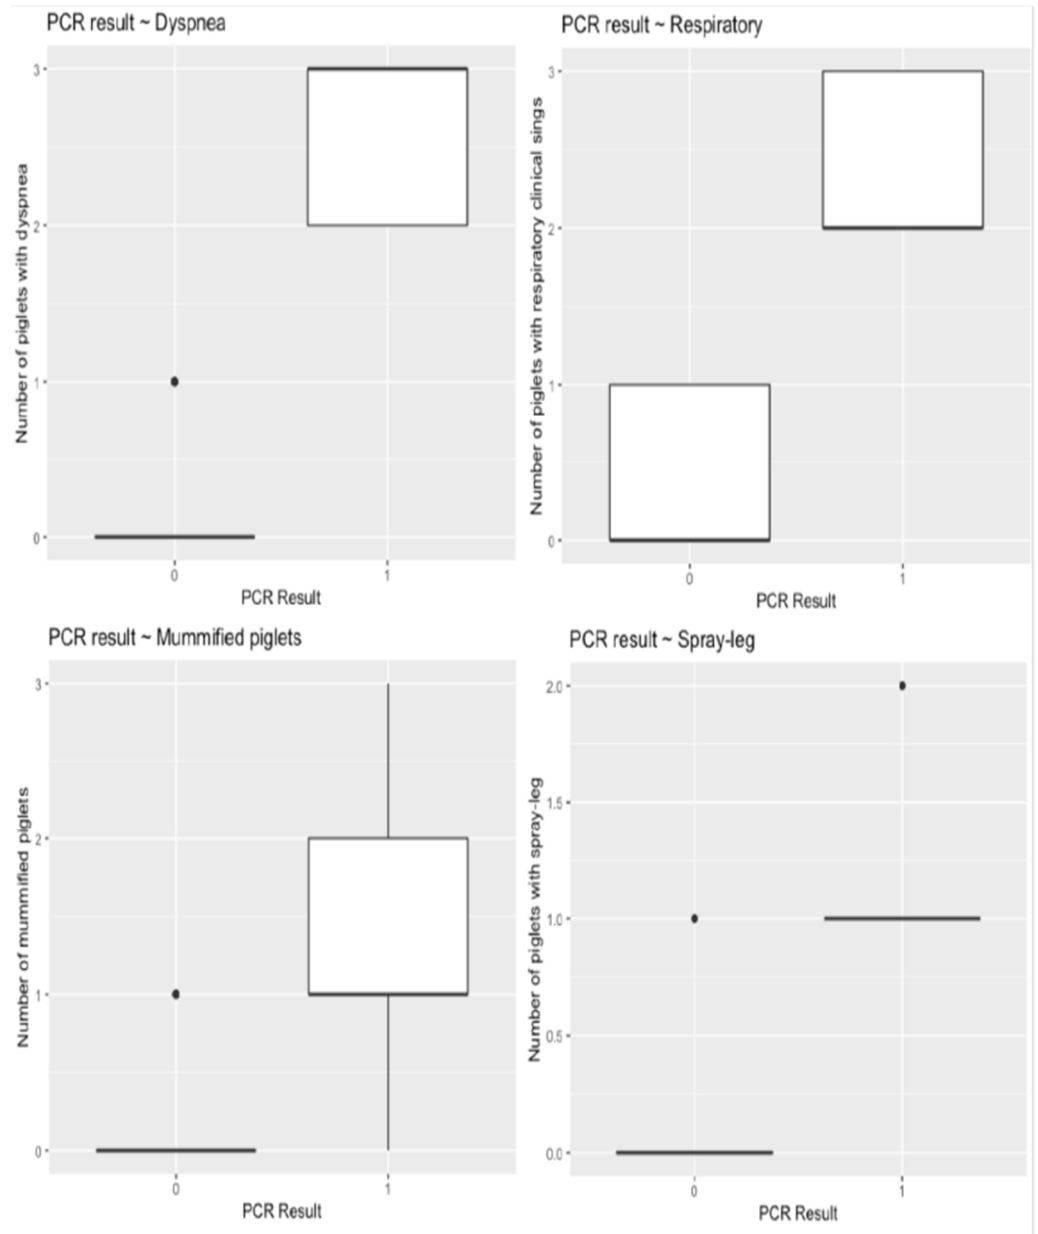 PCR result ~ Dyspnea
Number of piglets with dyspnea
3
2
1
0
0 1
PCR Result
PCR result ~ Respiratory
Number of piglets with respiratory clinical sings
3
2
1
0
0 1
PCR Result
PCR result ~ Mummified piglets
Number of mummified piglets
3
2
1
0
0 1
PCR Result
PCR result ~ Spray-leg
Number of piglets with spray-leg
2.0
1.5
1.0
0.5
0.0
0 1
PCR Result